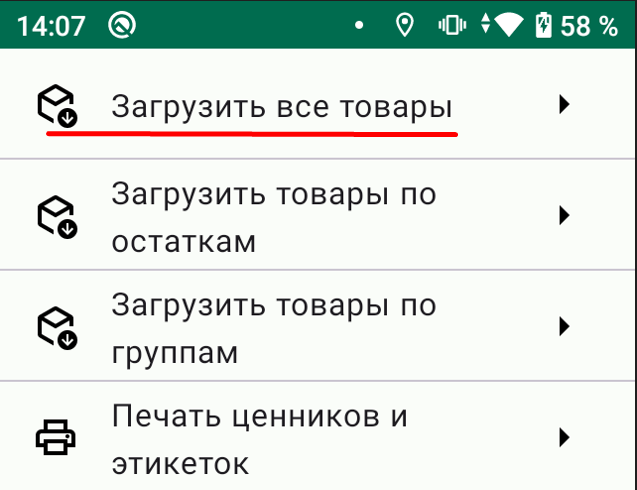 14:07 58 %
Загрузить все товары
Загрузить товары по
остаткам
Загрузить товары по
группам
Печать ценников и
этикеток